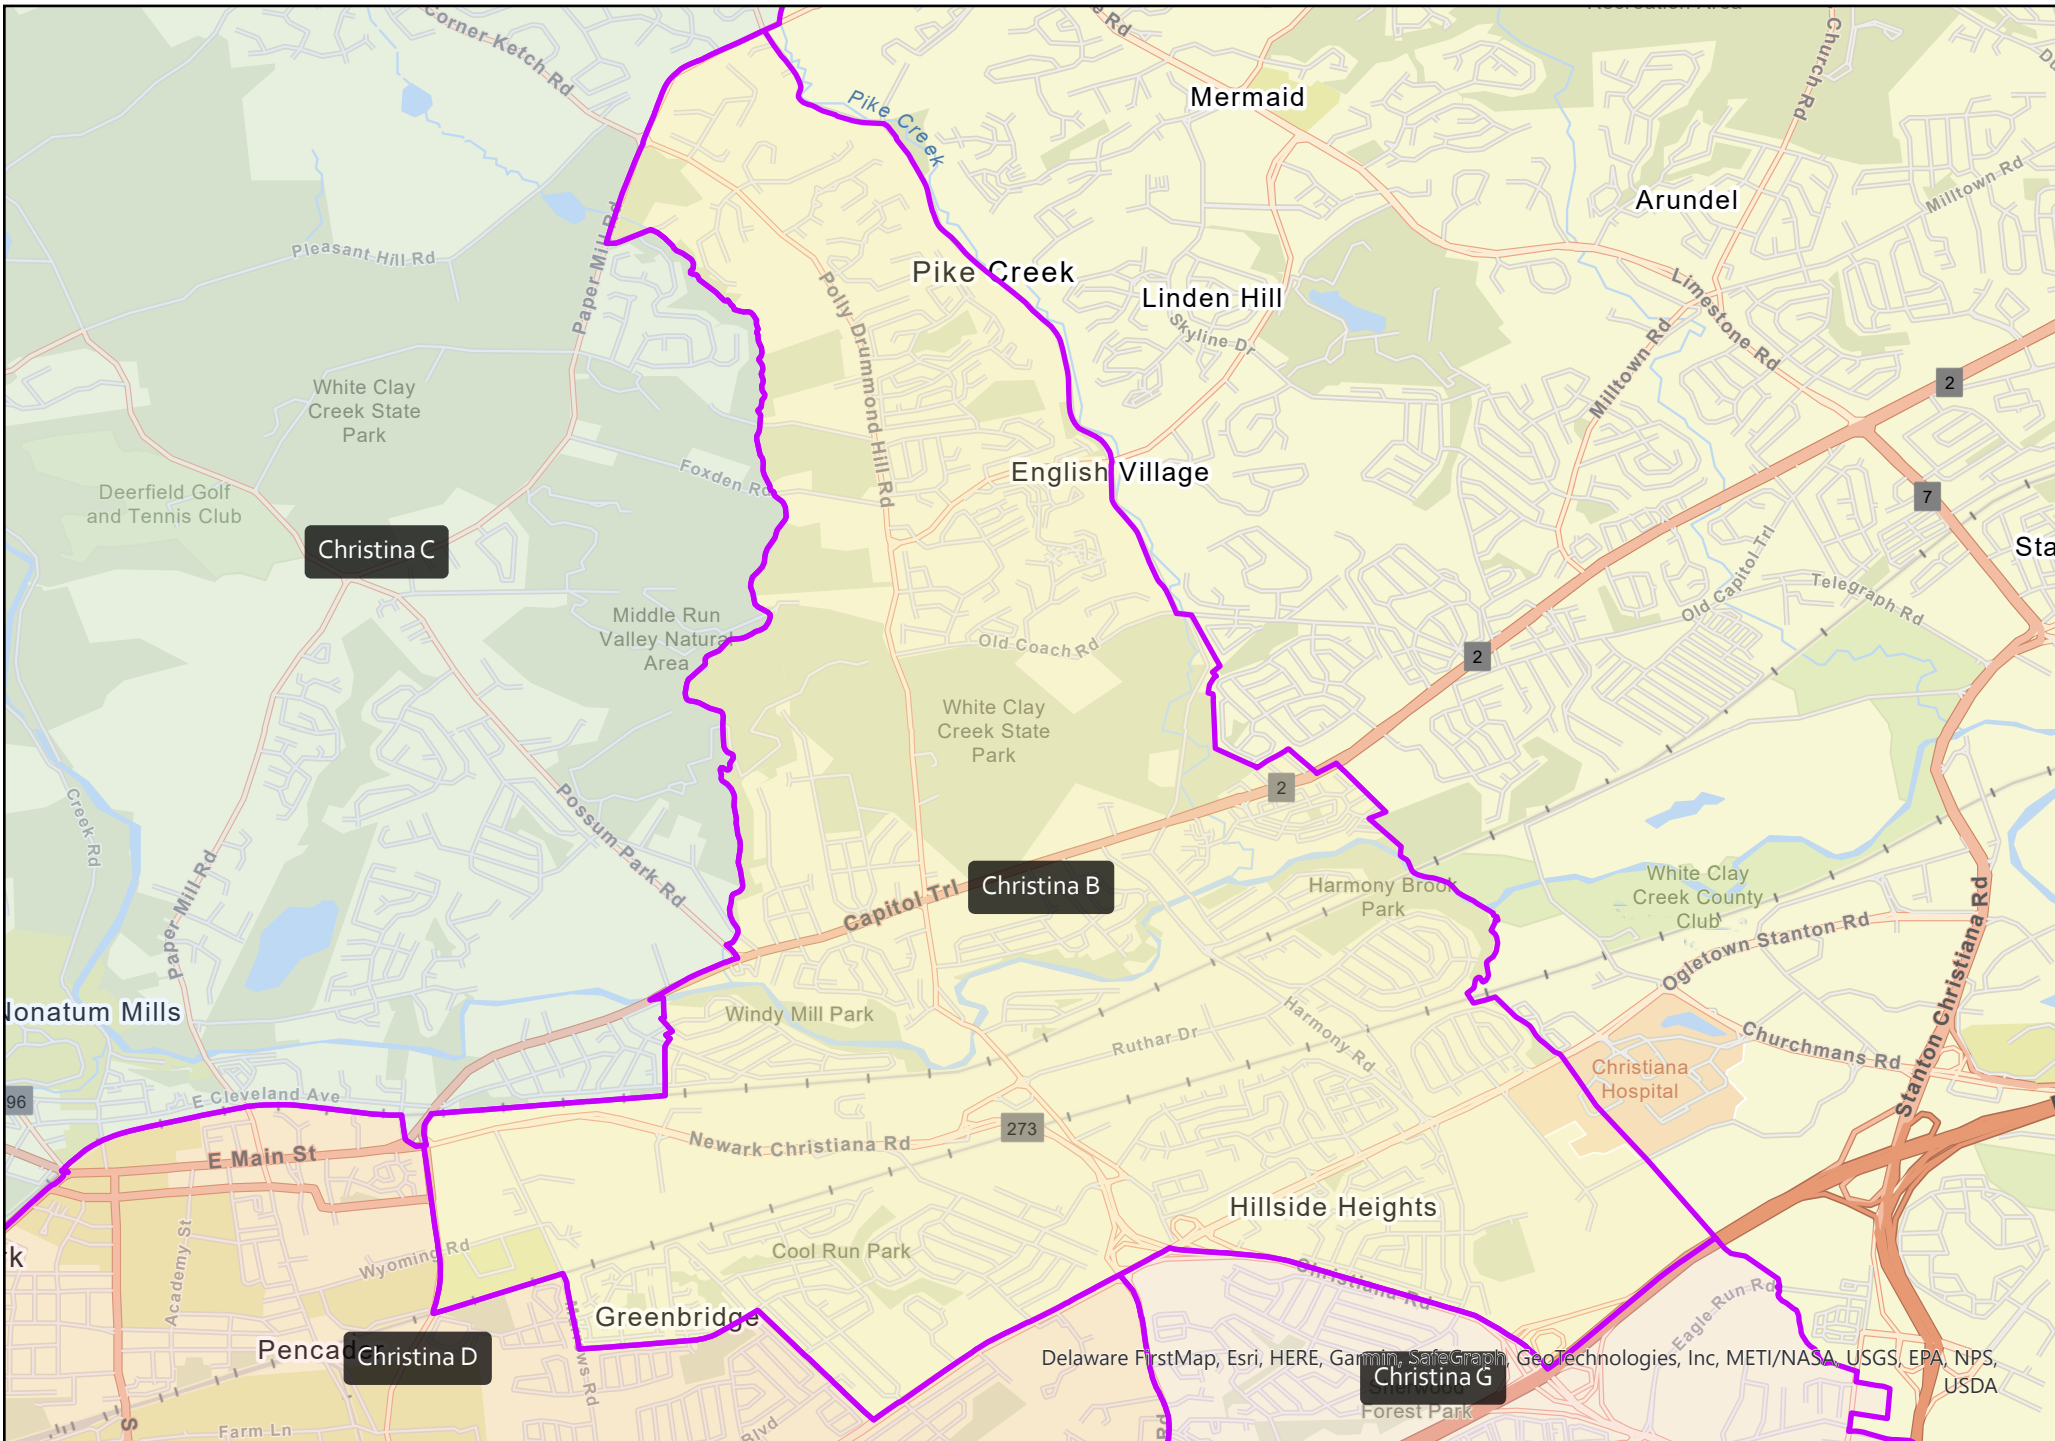 Corner Ketch Rd
Pike Creek
Mermaid
Church Rd
Arundel
Milltown Rd
Pleasant Hill Rd
Paper Mill Rd
Polly Drummond Hill Rd
Pike Creek
Linden Hill
Skyline Dr
Limestone Rd
Milltown Rd
2
White Clay
Creek State
Park
Foxden Rd
English Village
Deerfield Golf
and Tennis Club
7
Christina C
Old Capitol Trl
Telegraph Rd
Sta
Middle Run
Valley Natural
Area
Old Coach Rd
2
White Clay
Creek State
Park
2
Creek Rd
Possum Park Rd
Paper Mill Rd
Capitol Trl
Christina B
Harmony Brook
Park
White Clay
Creek County
Club
Ogletown Stanton Rd
Stanton Christiana Rd
Nonatum Mills
Windy Mill Park
Ruthar Dr
Harmony Rd
Churchmans Rd
Christiana
Hospital
96
E Cleveland Ave
E Main St
Newark Christiana Rd
273
Hillside Heights
Academy St
Wyoming Rd
Cool Run Park
k
Christiana Rd
Eagle Run Rd
Greenbridge
Pencader
Christina D
Delaware FirstMap, Esri, HERE, Garmin, SafeGraph, GeoTechnologies, Inc, METI/NASA, USGS, EPA, NPS,
USDA
Christina G
Sherwood
Forest Park
S
Farm Ln
Blvd
Rd